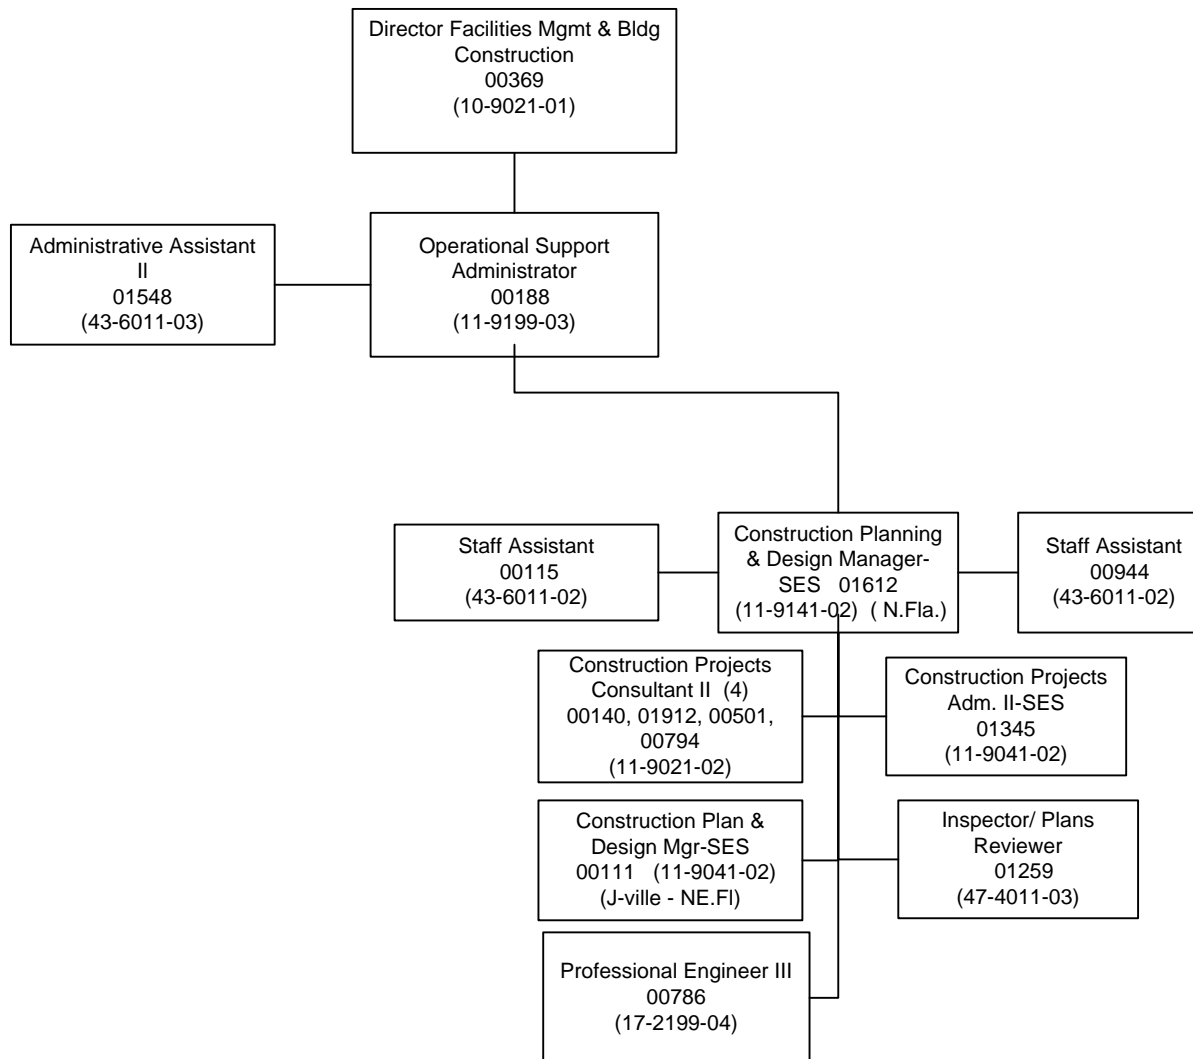 Director Facilities Mgmt & Bldg
Construction
00369
(10-9021-01)
Administrative Assistant
II
01548
(43-6011-03)
Operational Support
Administrator
00188
(11-9199-03)
Staff Assistant
00115
(43-6011-02)
Construction Planning
& Design Manager-
SES 01612
(11-9141-02) ( N.Fla.)
Staff Assistant
00944
(43-6011-02)
Construction Projects
Consultant II (4)
00140, 01912, 00501,
00794
(11-9021-02)
Construction Projects
Adm. II-SES
01345
(11-9041-02)
Construction Plan &
Design Mgr-SES
00111 (11-9041-02)
(J-ville - NE.Fl)
Inspector/ Plans
Reviewer
01259
(47-4011-03)
Professional Engineer III
00786
(17-2199-04)